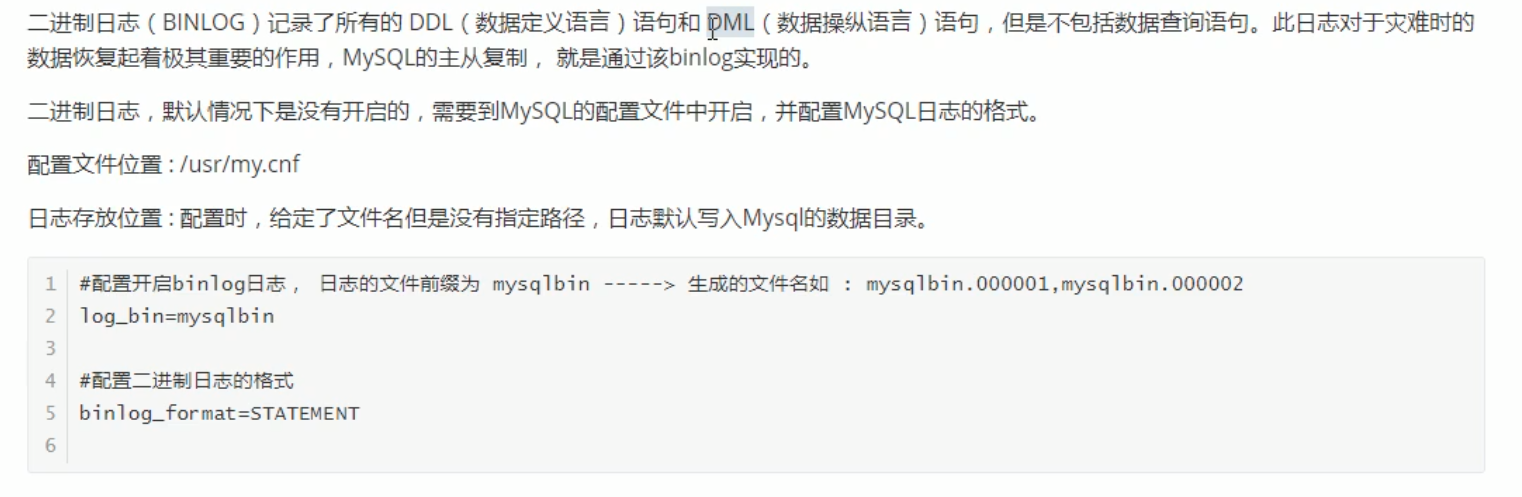 二进制日志（BINLOG）记录了所有的 DDL（数据定义语言）语句和 DML（数据操纵语言）语句，但是不包括数据查询语句。此日志对于灾难时的
数据恢复起着极其重要的作用，MySQL的主从复制， 就是通过该binlog实现的。
二进制日志，默认情况下是没有开启的，需要到MySQL的配置文件中开启，并配置MySQL日志的格式。
配置文件位置 : /usr/my.cnf
日志存放位置 : 配置时，给定了文件名但是没有指定路径，日志默认写入Mysql的数据目录。
1 #配置开启binlog日志， 日志的文件前缀为 mysqlbin -----> 生成的文件名如 : mysqlbin.000001,mysqlbin.000002
2 log_bin=mysqlbin
3
4 #配置二进制日志的格式
5 binlog_format=STATEMENT
6